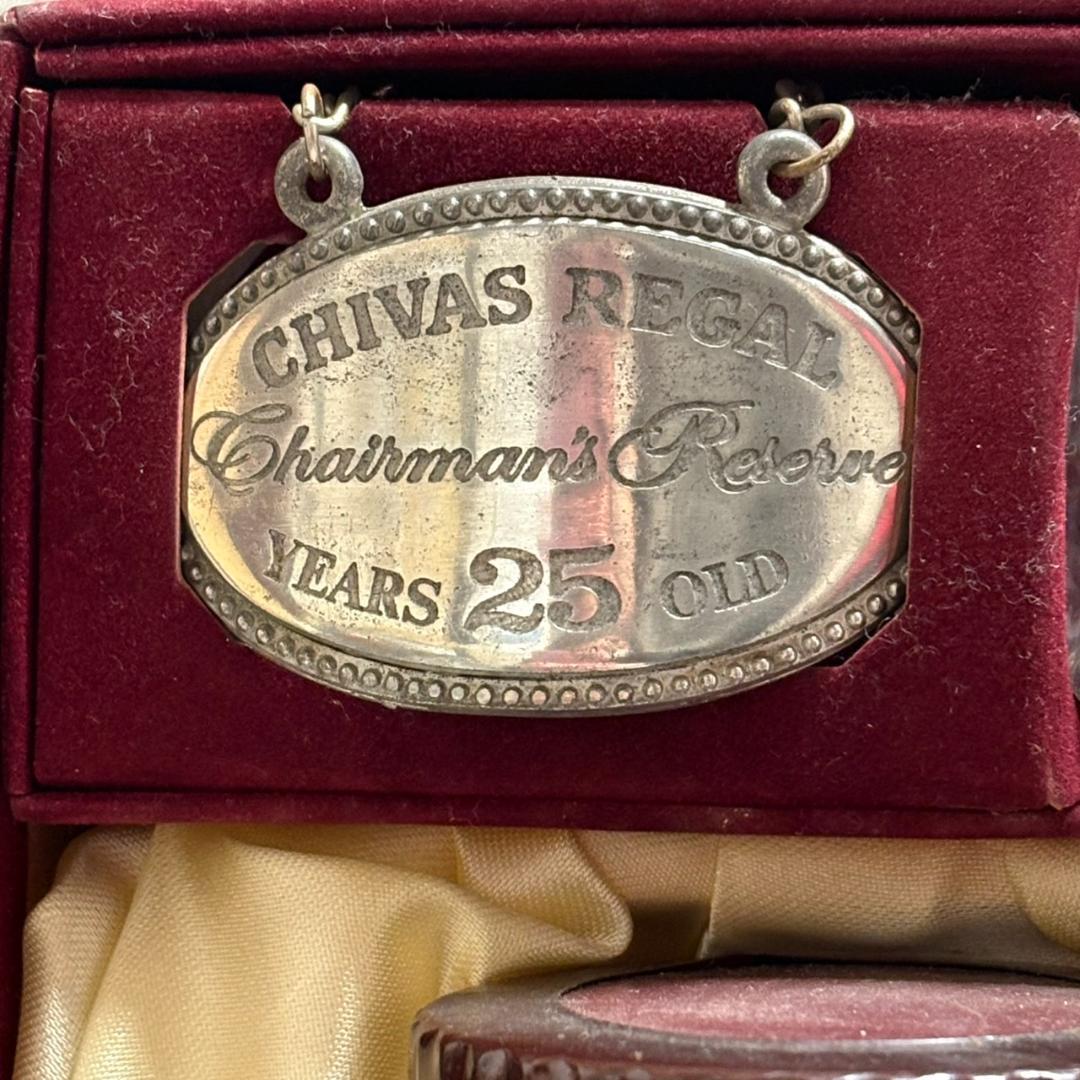 CHIVAS REGAL
Chairman's Reserve
YEARS 25 OLD